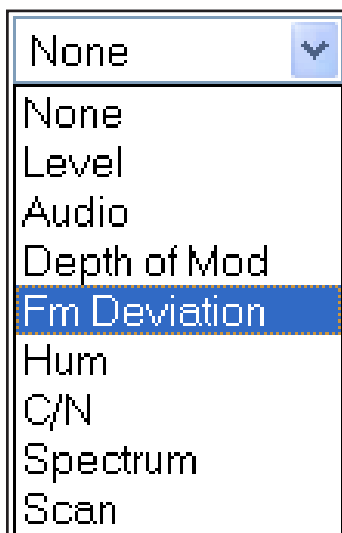 None
None
Level
Audio
Depth of Mod
Fm Deviation
Hum
C/N
Spectrum
Scan